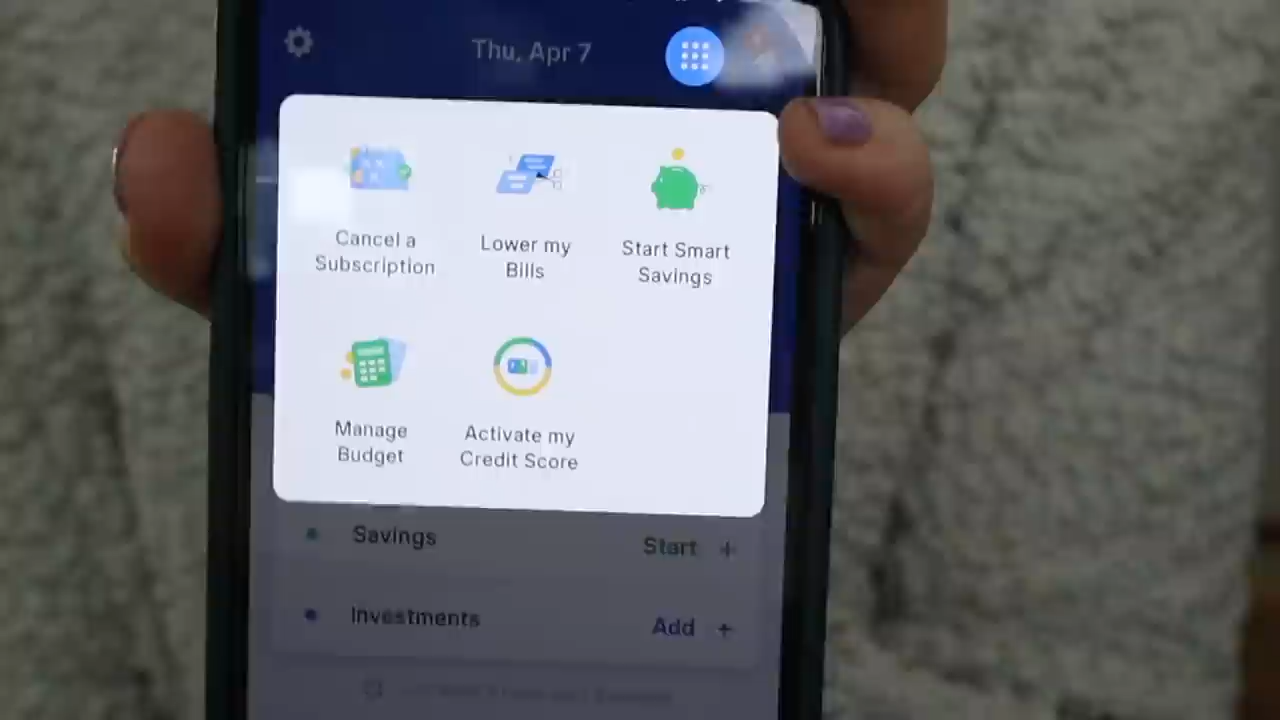 Thu, Apr 7
Cancel a
Subscription
Lower my
Bills
Start Smart
Savings
Manage
Budget
Activate my
Credit Score
Savings
Start +
Investments
Add +